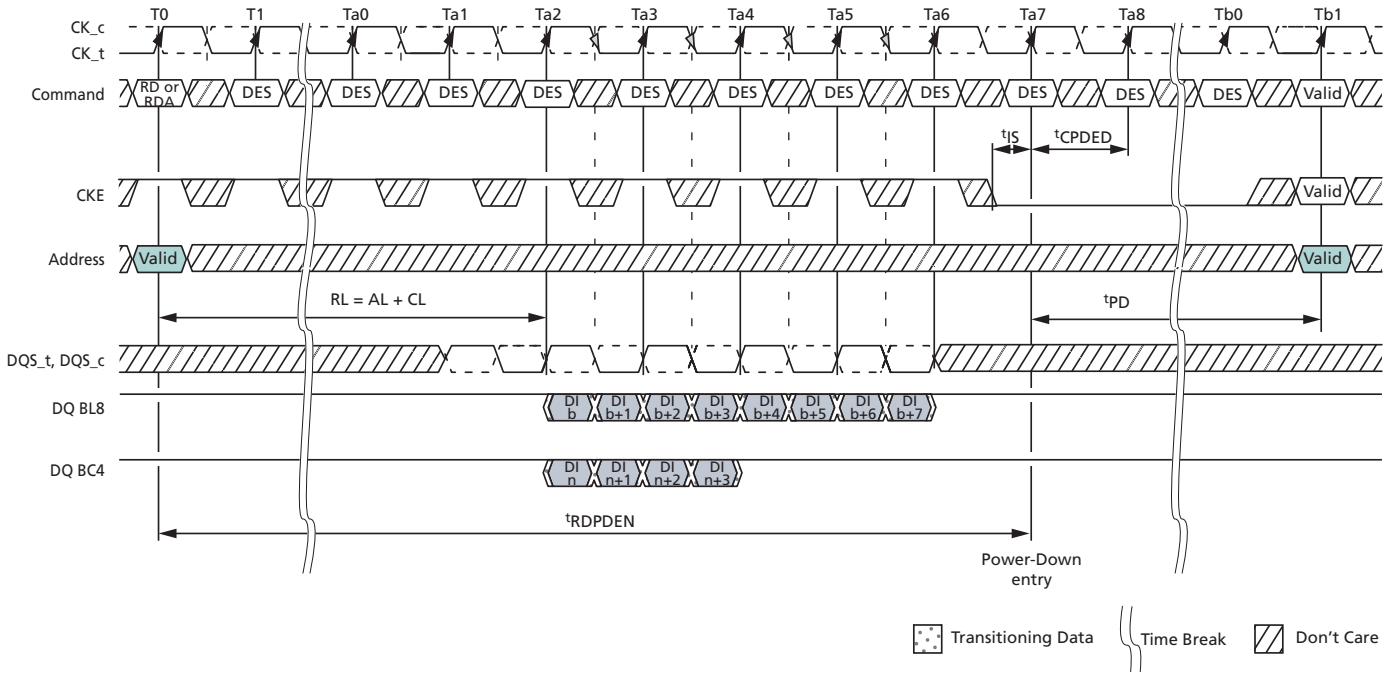 T0 T1 Ta0 Ta1 Ta2 Ta3 Ta4 Ta5 Ta6 Ta7 Ta8 Tb0 Tb1
CK_c
CK_t
Command RD or RDA DES DES DES DES DES DES DES DES DES DES DES Valid
tIS tCPDED
CKE Valid
Address Valid Valid
RL = AL + CL tPD
DQS_t, DQS_c
DQ BL8 DI b DI b+1 DI b+2 DI b+3 DI b+4 DI b+5 DI b+6 DI b+7
DQ BC4 DI n DI n+1 DI n+2 DI n+3
tRDPDEN
Power-Down
entry
Transitioning Data Time Break Don't Care